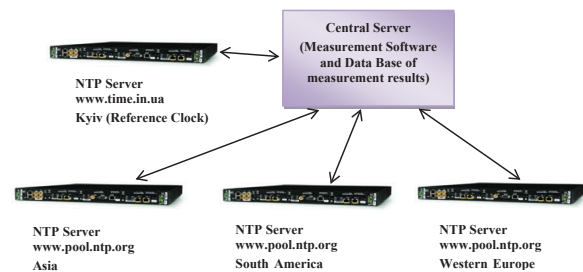 Central Server
(Measurement Software
and Data Base of
measurement results)
NTP Server
www.time.in.ua
Kyiv (Reference Clock)
NTP Server
www.pool.ntp.org
Asia
NTP Server
www.pool.ntp.org
South America
NTP Server
www.pool.ntp.org
Western Europe